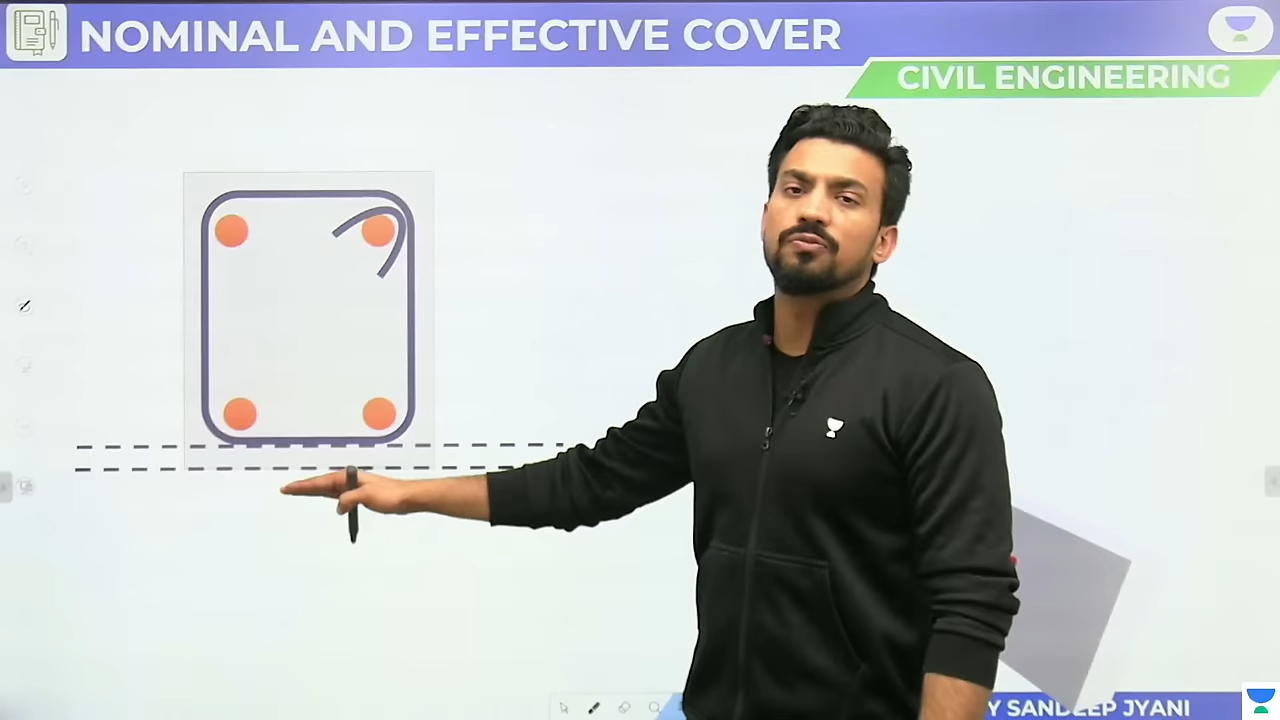 NOMINAL AND EFFECTIVE COVER
CIVIL ENGINEERING
Y SANDEEP JYANI